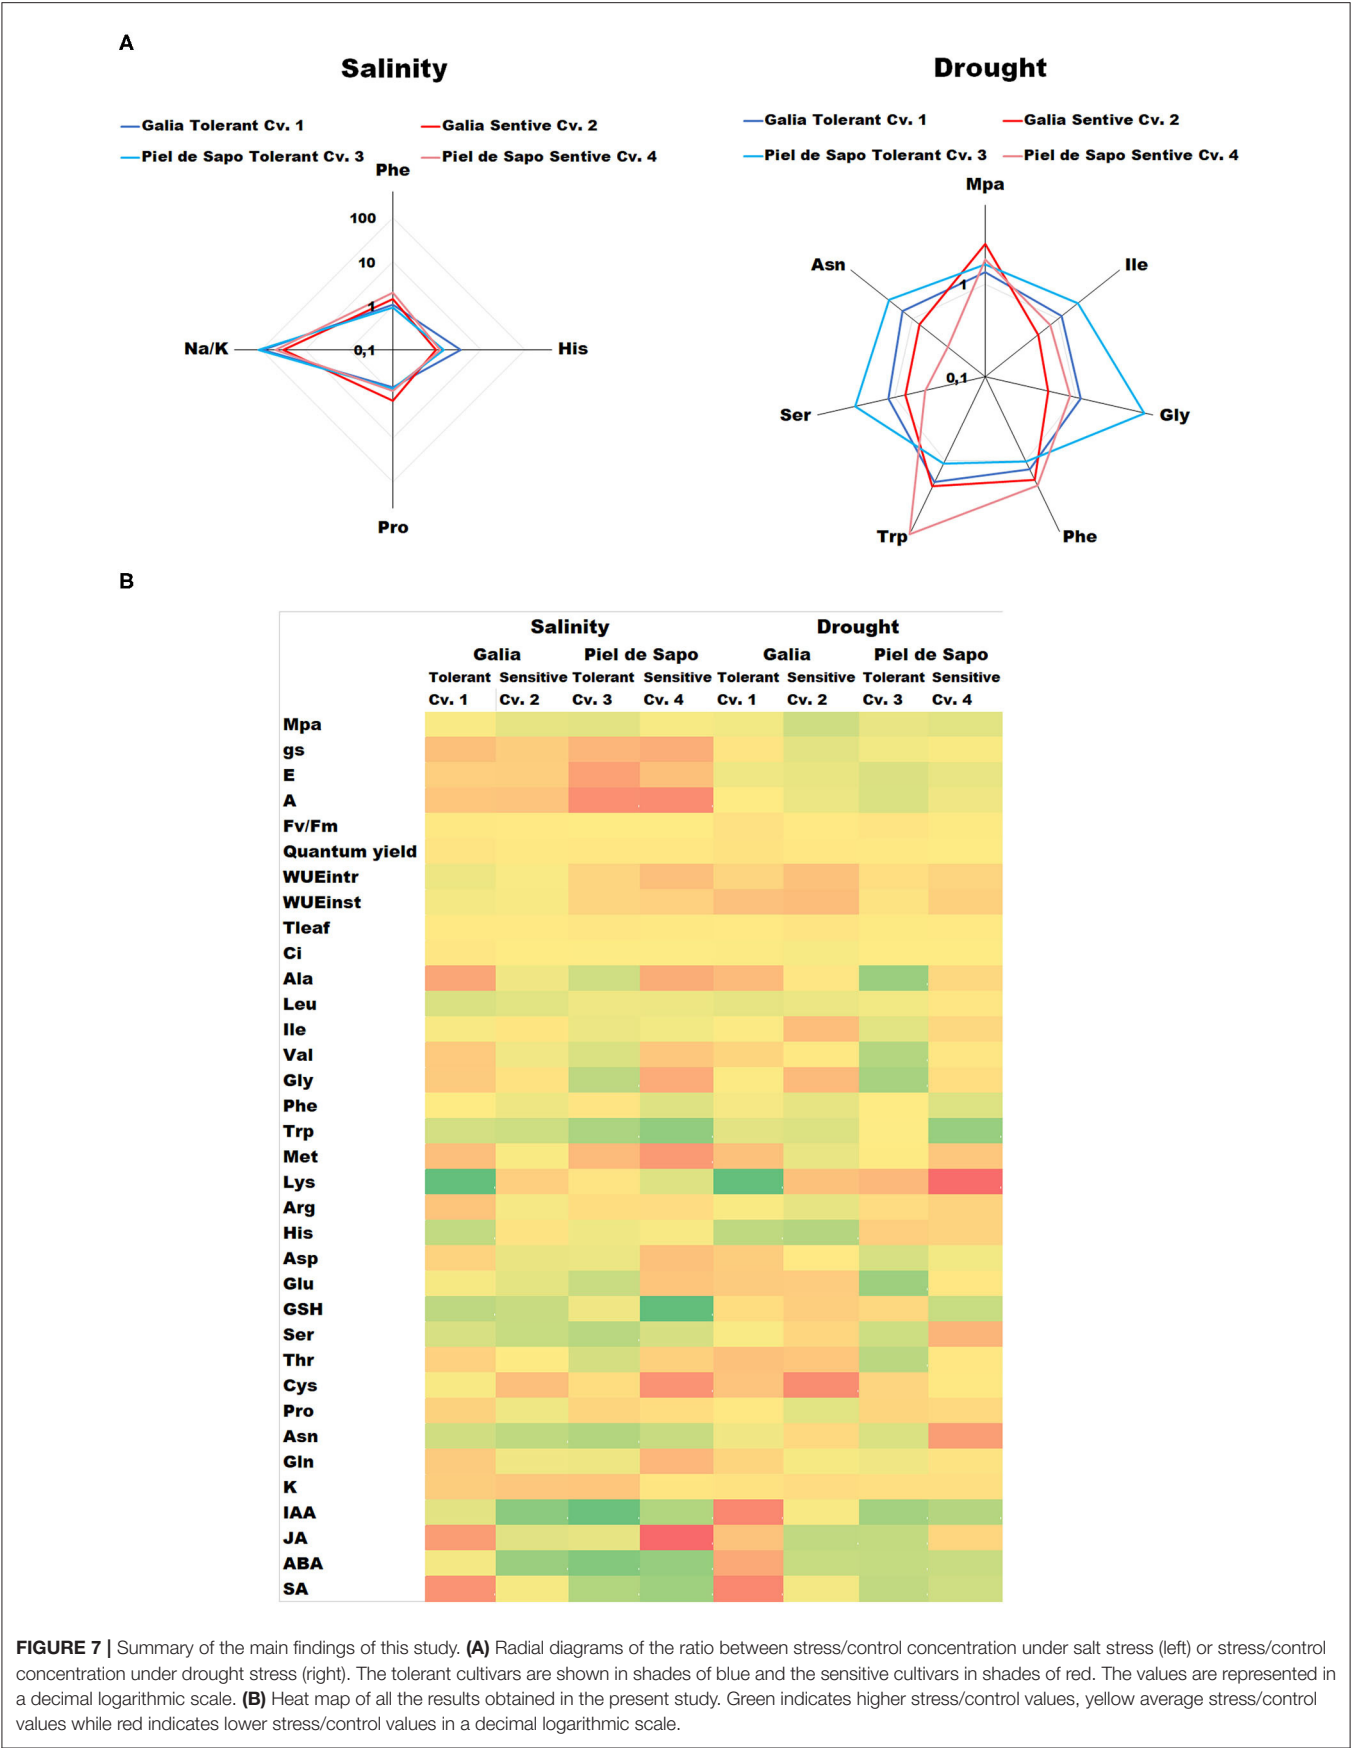 A
Salinity
Galia Tolerant Cv. 1
Galia Sentive Cv. 2
Piel de Sapo Tolerant Cv. 3
Piel de Sapo Sentive Cv. 4
Phe
100
10
1
0,1
Na/K
His
Pro
Drought
Galia Tolerant Cv. 1
Galia Sentive Cv. 2
Piel de Sapo Tolerant Cv. 3
Piel de Sapo Sentive Cv. 4
Mpa
Asn
Ile
1
0,1
Ser
Gly
Trp
Phe
B
Salinity Drought
Galia Piel de Sapo Galia Piel de Sapo
Tolerant Sensitive Tolerant Sensitive Tolerant Sensitive Tolerant Sensitive
Cv. 1 Cv. 2 Cv. 3 Cv. 4 Cv. 1 Cv. 2 Cv. 3 Cv. 4
Mpa
gs
E
A
Fv/Fm
Quantum yield
WUEintr
WUEinst
Tleaf
Ci
Ala
Leu
Ile
Val
Gly
Phe
Trp
Met
Lys
Arg
His
Asp
Glu
GSH
Ser
Thr
Cys
Pro
Asn
Gln
K
IAA
JA
ABA
SA
FIGURE 7 | Summary of the main findings of this study. (A) Radial diagrams of the ratio between stress/control concentration under salt stress (left) or stress/control
concentration under drought stress (right). The tolerant cultivars are shown in shades of blue and the sensitive cultivars in shades of red. The values are represented in
a decimal logarithmic scale. (B) Heat map of all the results obtained in the present study. Green indicates higher stress/control values, yellow average stress/control
values while red indicates lower stress/control values in a decimal logarithmic scale.